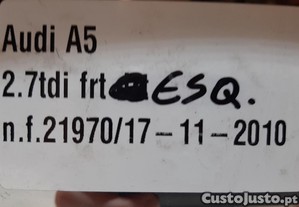 Audi A5
2.7tdi frt ESQ.
n.f.21970/17-11-2010
CustoJusto.pt